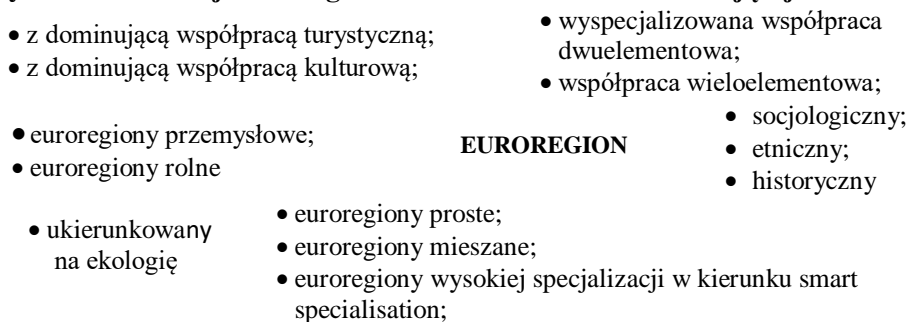 • z dominującą współpracą turystyczną;
• z dominującą współpracą kulturową;
• wyspecjalizowana współpraca
dwuelementowa;
• współpraca wieloelementowa;
• euroregiony przemysłowe;
• euroregiony rolne
EUROREGION
• socjologiczny;
• etniczny;
• historyczny
• ukierunkowany
na ekologię
• euroregiony proste;
• euroregiony mieszane;
• euroregiony wysokiej specjalizacji w kierunku smart
specialisation;